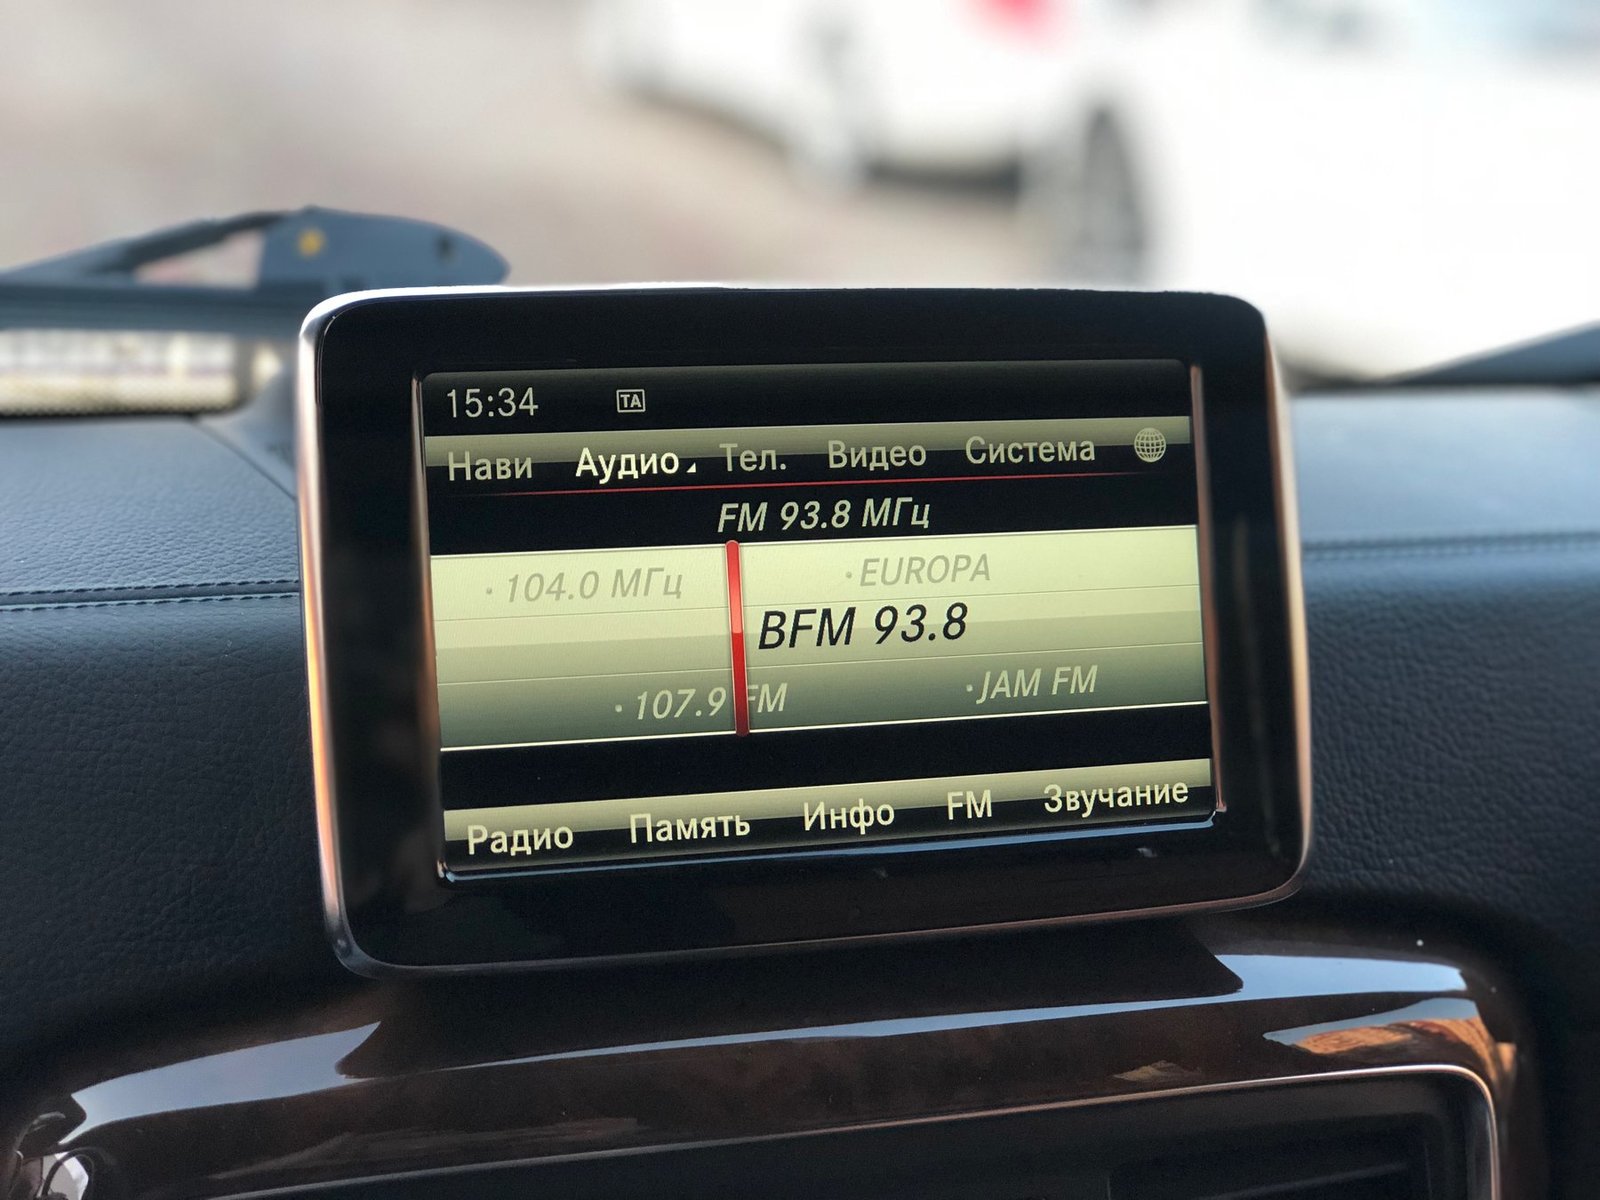 15:34 TA
Нави Аудио Тел. Видео Система
FM 93.8 МГц
· 104.0 МГц · EUROPA
BFM 93.8
· 107.9 FM · JAM FM
Радио Память Инфо FM Звучание